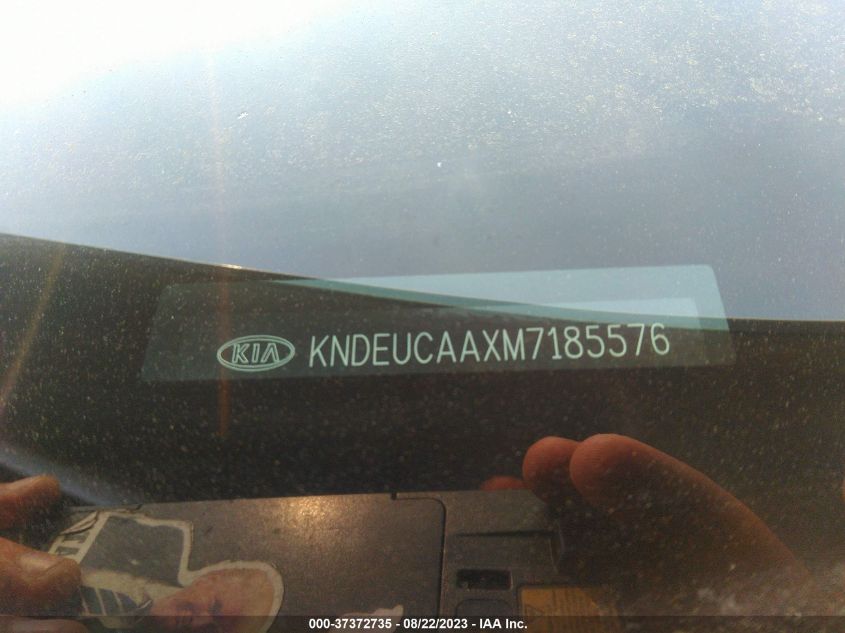 KIA KNDEUCAAXM7185576
000-37372735 - 08/22/2023 - IAA Inc.